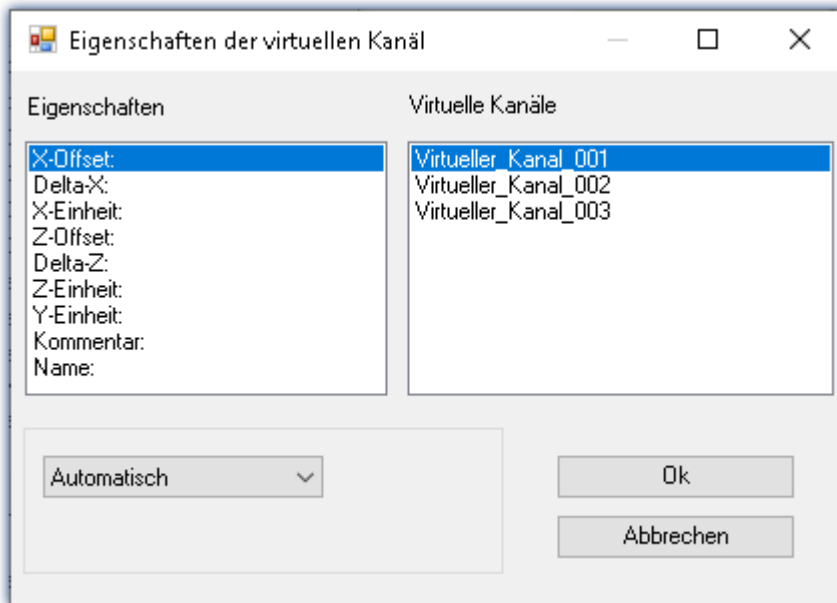 Eigenschaften der virtuellen Kanäl
Eigenschaften
X-Offset:
Delta-X:
X-Einheit:
Z-Offset:
Delta-Z:
Z-Einheit:
Y-Einheit:
Kommentar:
Name:
Virtuelle Kanäle
Virtueller_Kanal_001
Virtueller_Kanal_002
Virtueller_Kanal_003
Automatisch
Ok
Abbrechen